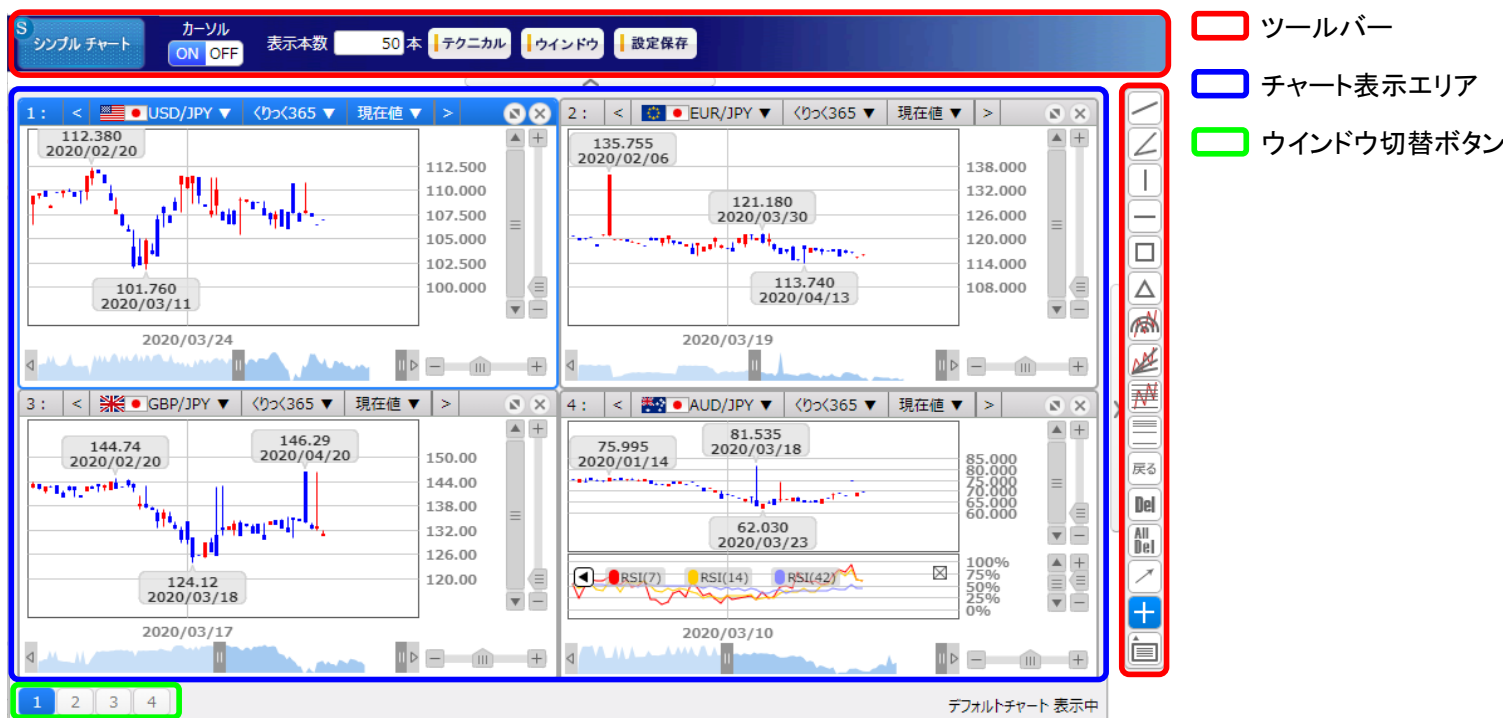 S
シンプル チャート
カーソル
ON OFF
表示本数 50 本
テクニカル
ウインドウ
設定保存
ツールバー
チャート表示エリア
ウインドウ切替ボタン
1 : < USD/JPY ▼ くりっく365 ▼ 現在値 ▼ >
112.380
2020/02/20
101.760
2020/03/11
112.500
110.000
107.500
105.000
102.500
100.000
2020/03/24
2 : < EUR/JPY ▼ くりっく365 ▼ 現在値 ▼ >
135.755
2020/02/06
121.180
2020/03/30
113.740
2020/04/13
138.000
132.000
126.000
120.000
114.000
108.000
2020/03/19
3 : < GBP/JPY ▼ くりっく365 ▼ 現在値 ▼ >
144.74
2020/02/20
146.29
2020/04/20
124.12
2020/03/18
150.00
144.00
138.00
132.00
126.00
120.00
2020/03/17
4 : < AUD/JPY ▼ くりっく365 ▼ 現在値 ▼ >
75.995
2020/01/14
81.535
2020/03/18
62.030
2020/03/23
85.000
80.000
75.000
70.000
65.000
60.000
RSI(7) RSI(14) RSI(42)
100%
75%
50%
25%
0%
2020/03/10
戻る
Del
All
Del
1 2 3 4
デフォルトチャート 表示中